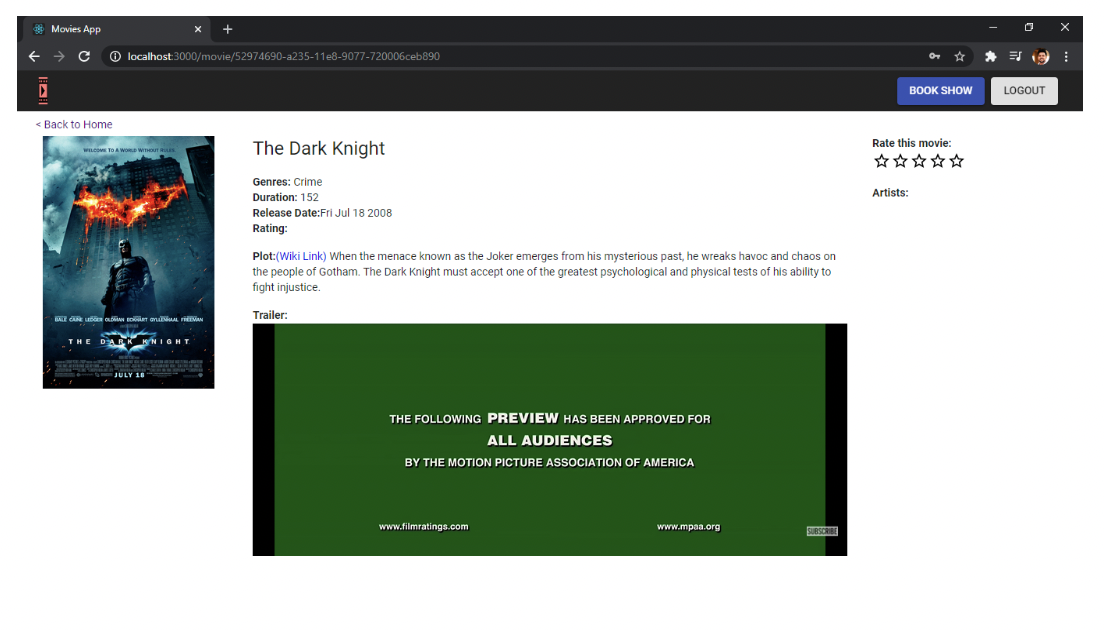 Movies App
localhost:3000/movie/52974690-a235-11e8-9077-720006ceb890
BOOK SHOW
LOGOUT
< Back to Home
WELCOME TO A WORLD WITHOUT RULES.
BALE CAINE LEDGER OLDMAN ECKHART GYLLENHAAL FREEMAN
THE DARK KNIGHT
JULY 18
The Dark Knight
Genres: Crime
Duration: 152
Release Date:Fri Jul 18 2008
Rating:
Plot:(Wiki Link) When the menace known as the Joker emerges from his mysterious past, he wreaks havoc and chaos on
the people of Gotham. The Dark Knight must accept one of the greatest psychological and physical tests of his ability to
fight injustice.
Trailer:
THE FOLLOWING PREVIEW HAS BEEN APPROVED FOR
ALL AUDIENCES
BY THE MOTION PICTURE ASSOCIATION OF AMERICA
www.filmratings.com
www.mpaa.org
SUBSCRIBE
Rate this movie:
Artists: